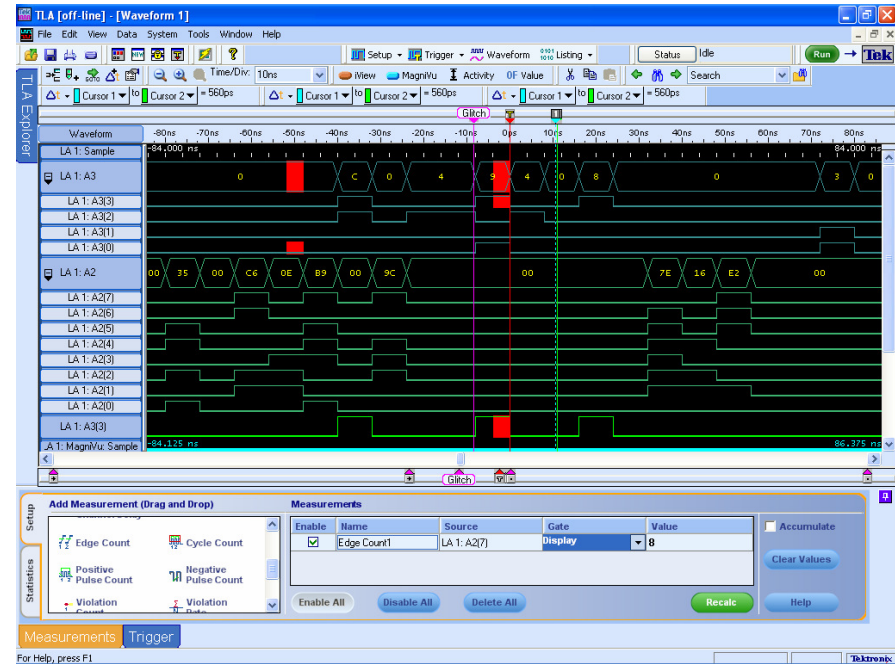 TLA [off-line] - [Waveform 1]
File Edit View Data System Tools Window Help
Setup Trigger Waveform Listing Status Idle Run Tek
Time/Div: 10ns iView MagniVu Activity Value Search
Δt Cursor 1 to Cursor 2 = 560ps Δt Cursor 1 to Cursor 2 = 560ps
TLA Explorer
Glitch
Waveform -80ns -70ns -60ns -50ns -40ns -30ns -20ns -10ns 0ps 10ns 20ns 30ns 40ns 50ns 60ns 70ns 80ns
LA 1: Sample -84.000 ns 84.000 ns
LA 1: A3 0 C 0 4 9 4 0 8 0 3 0
LA 1: A3(3)
LA 1: A3(2)
LA 1: A3(1)
LA 1: A3(0)
LA 1: A2 00 35 00 C6 0E B9 00 9C 00 7E 16 E2 00
LA 1: A2(7)
LA 1: A2(6)
LA 1: A2(5)
LA 1: A2(4)
LA 1: A2(3)
LA 1: A2(2)
LA 1: A2(1)
LA 1: A2(0)
LA 1: A3(3)
LA 1: MagniVu: Sample -84.125 ns 86.375 ns
Glitch
Setup
Statistics
Add Measurement (Drag and Drop) Measurements
Edge Count Cycle Count
Positive Pulse Count
Negative Pulse Count
Violation
Violation
Enable Name Source Gate Value
Edge Count1 LA 1: A2(7) Display 8
Enable All Disable All Delete All Recalc
Accumulate
Clear Values
Help
Measurements Trigger
For Help, press F1 Tektronix